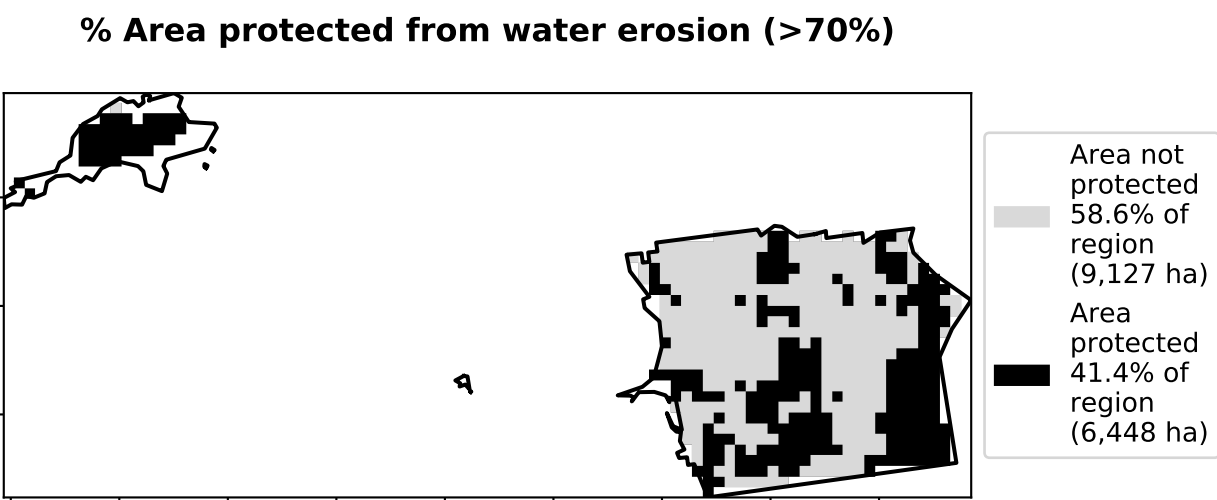 % Area protected from water erosion (>70%)
Area not
protected
58.6% of
region
(9,127 ha)
Area
protected
41.4% of
region
(6,448 ha)